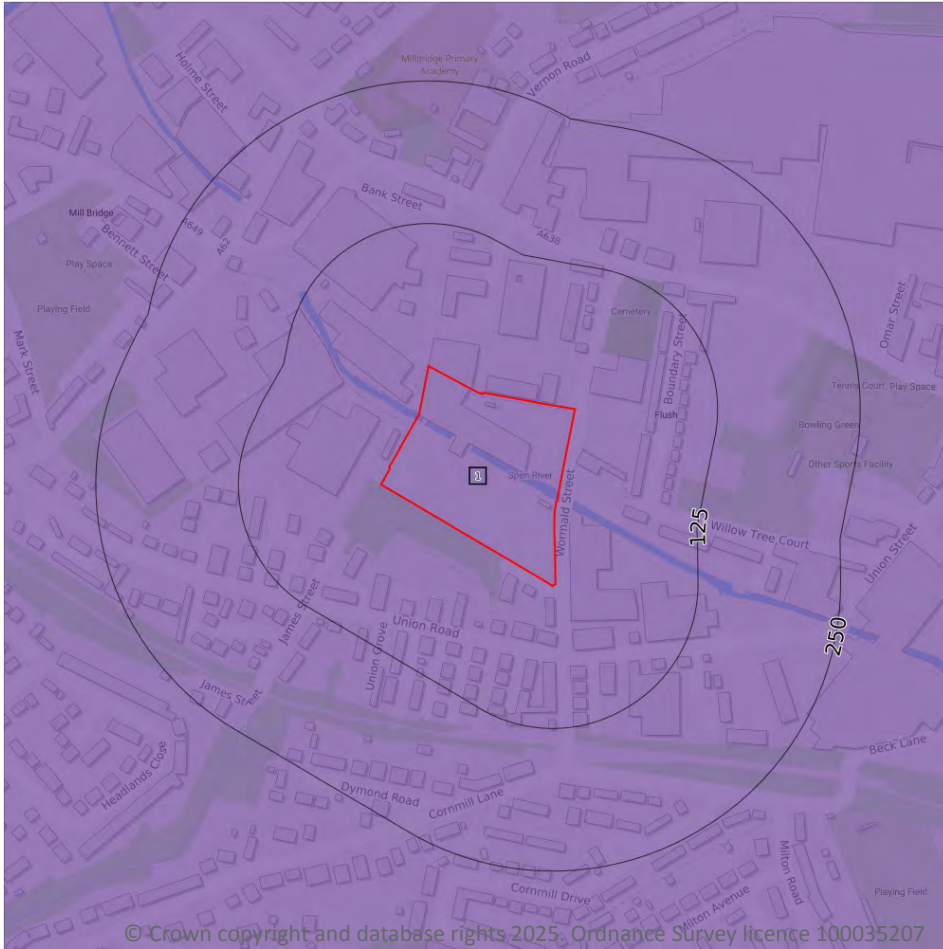 Holme Street
Millbridge Primary
Academy
Vernon Road
Bank Street
Mill Bridge
A649
A62
Bennett Street
A638
Play Space
Playing Field
Cemetery
Omar Street
Mark Street
Boundary Street
Tennis Court
Play Space
Flush
Bowling Green
Other Sports Facility
1
Spen River
Wormald Street
125
Willow Tree Court
Union Street
James Street
Union Road
250
Union Grove
James Street
Beck Lane
Headlands Close
Dymond Road
Cornmill Lane
Milton Road
Cornmill Drive
Milton Avenue
Playing Field
© Crown copyright and database rights 2025. Ordnance Survey licence 100035207